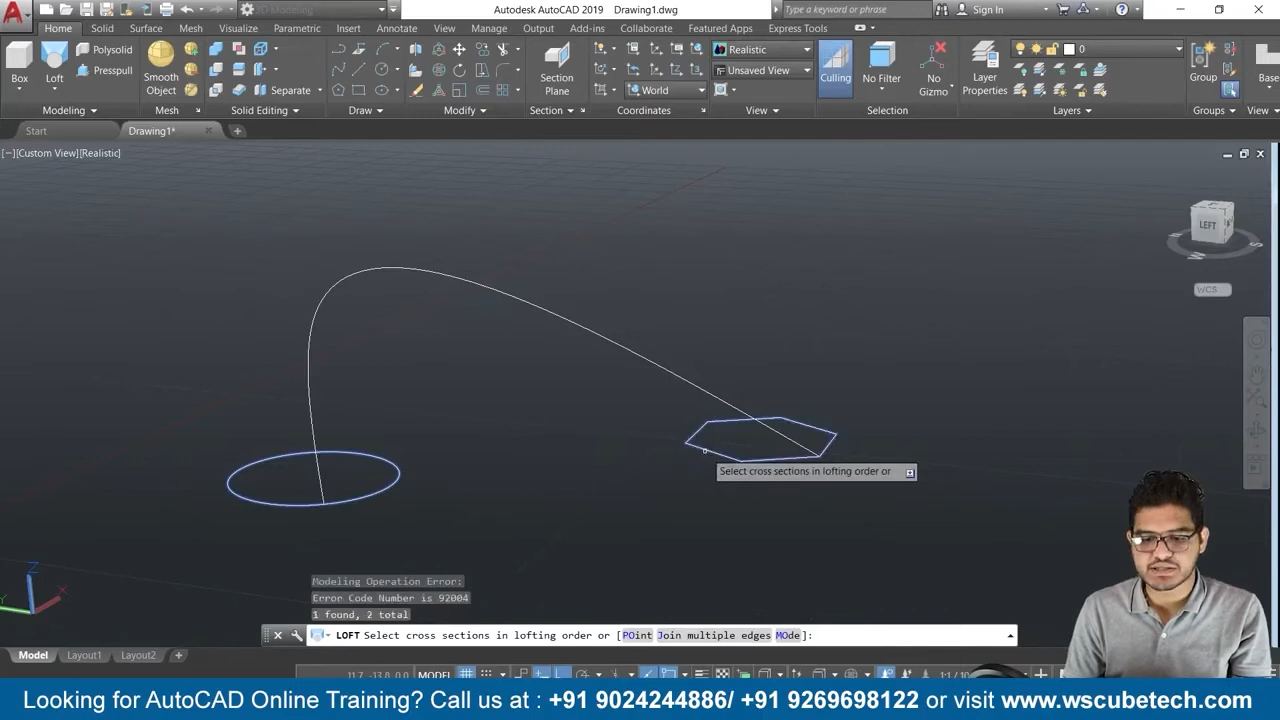 3D Modeling
Autodesk AutoCAD 2019 Drawing1.dwg
Type a keyword or phrase
Sign In
Home Solid Surface Mesh Visualize Parametric Insert Annotate View Manage Output Add-ins Collaborate Featured Apps Express Tools
Box
Loft
Polysolid
Presspull
Smooth
Object
Separate
Section
Plane
World
Realistic
Unsaved View
Culling
No Filter
No
Gizmo
Layer
Properties
0
Group
Base
Modeling Mesh Solid Editing Draw Modify Section Coordinates View Selection Layers Groups View
Start Drawing1*
[−][Custom View][Realistic]
LEFT
WCS
Select cross sections in lofting order or
Z
X
Y
Modeling Operation Error:
Error Code Number is 92004
1 found, 2 total
LOFT Select cross sections in lofting order or [POint Join multiple edges MOde]:
Model Layout1 Layout2
MODEL
Looking for AutoCAD Online Training? Call us at : +91 9024244886/ +91 9269698122 or visit www.wscubetech.com